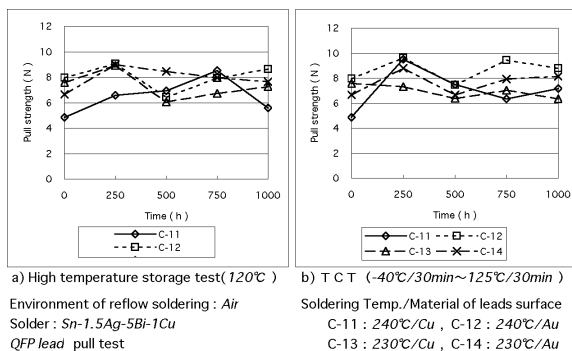 12
10
8
6
4
2
0
Pull strength ( N )
0 250 500 750 1000
Time ( h )
C-11
C-12
12
10
8
6
4
2
0
Pull strength ( N )
0 250 500 750 1000
Time ( h )
C-11 C-12
C-13 C-14
a) High temperature storage test( 120℃ )
Environment of reflow soldering : Air
Solder : Sn-1.5Ag-5Bi-1Cu
QFP lead pull test
b) T C T ( -40℃/30min～125℃/30min )
Soldering Temp./Material of leads surface
C-11 : 240℃/Cu , C-12 : 240℃/Au
C-13 : 230℃/Cu , C-14 : 230℃/Au